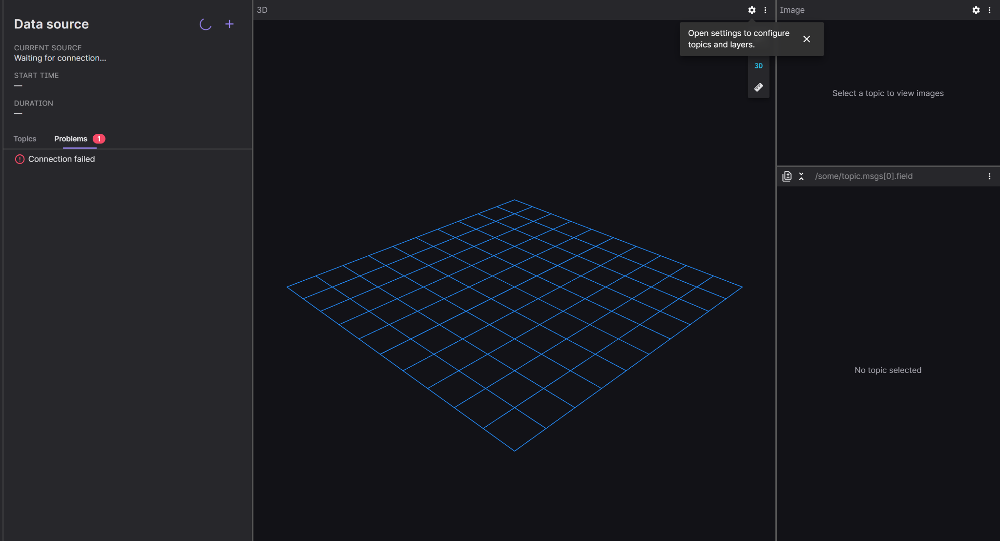 Data source
CURRENT SOURCE
Waiting for connection...
START TIME
—
DURATION
—
Topics
Problems 1
Connection failed
3D
Open settings to configure
topics and layers.
3D
Image
Select a topic to view images
/some/topic.msgs[0].field
No topic selected